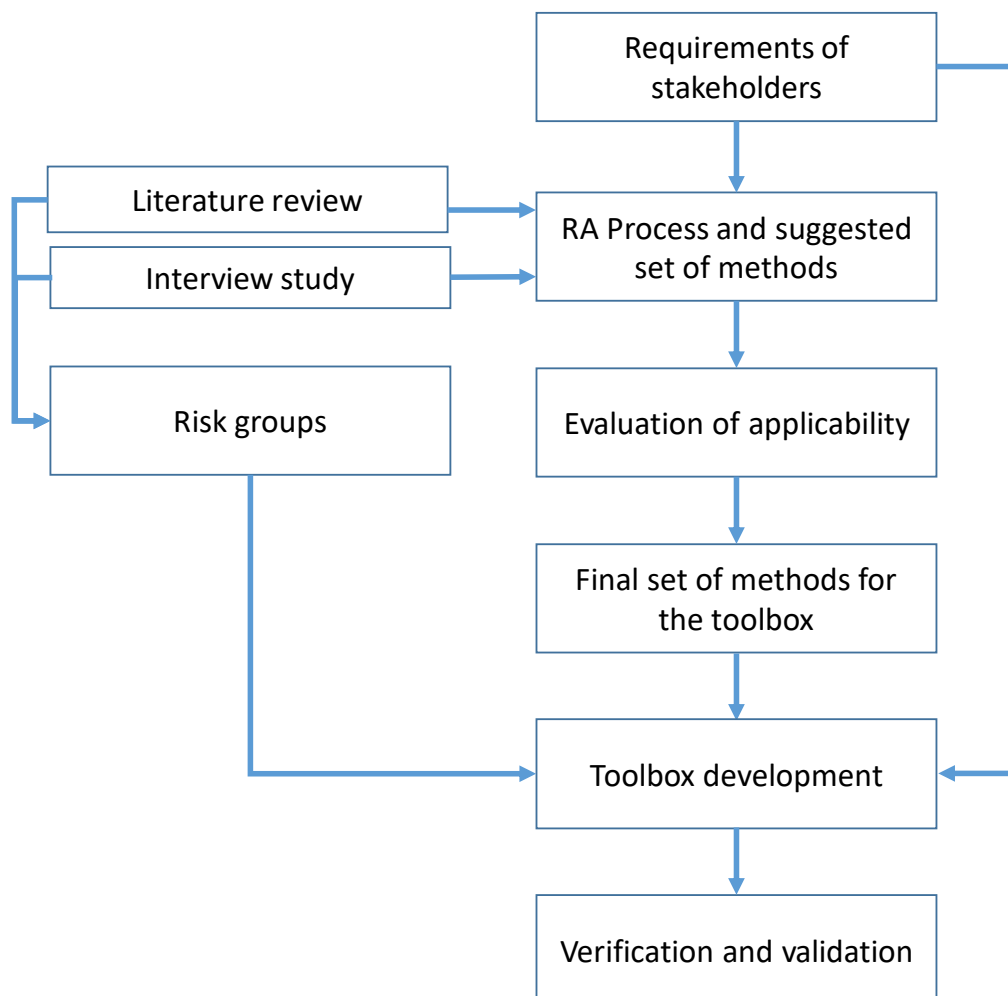 Requirements of
stakeholders
Literature review
RA Process and suggested
set of methods
Interview study
Risk groups
Evaluation of applicability
Final set of methods for
the toolbox
Toolbox development
Verification and validation